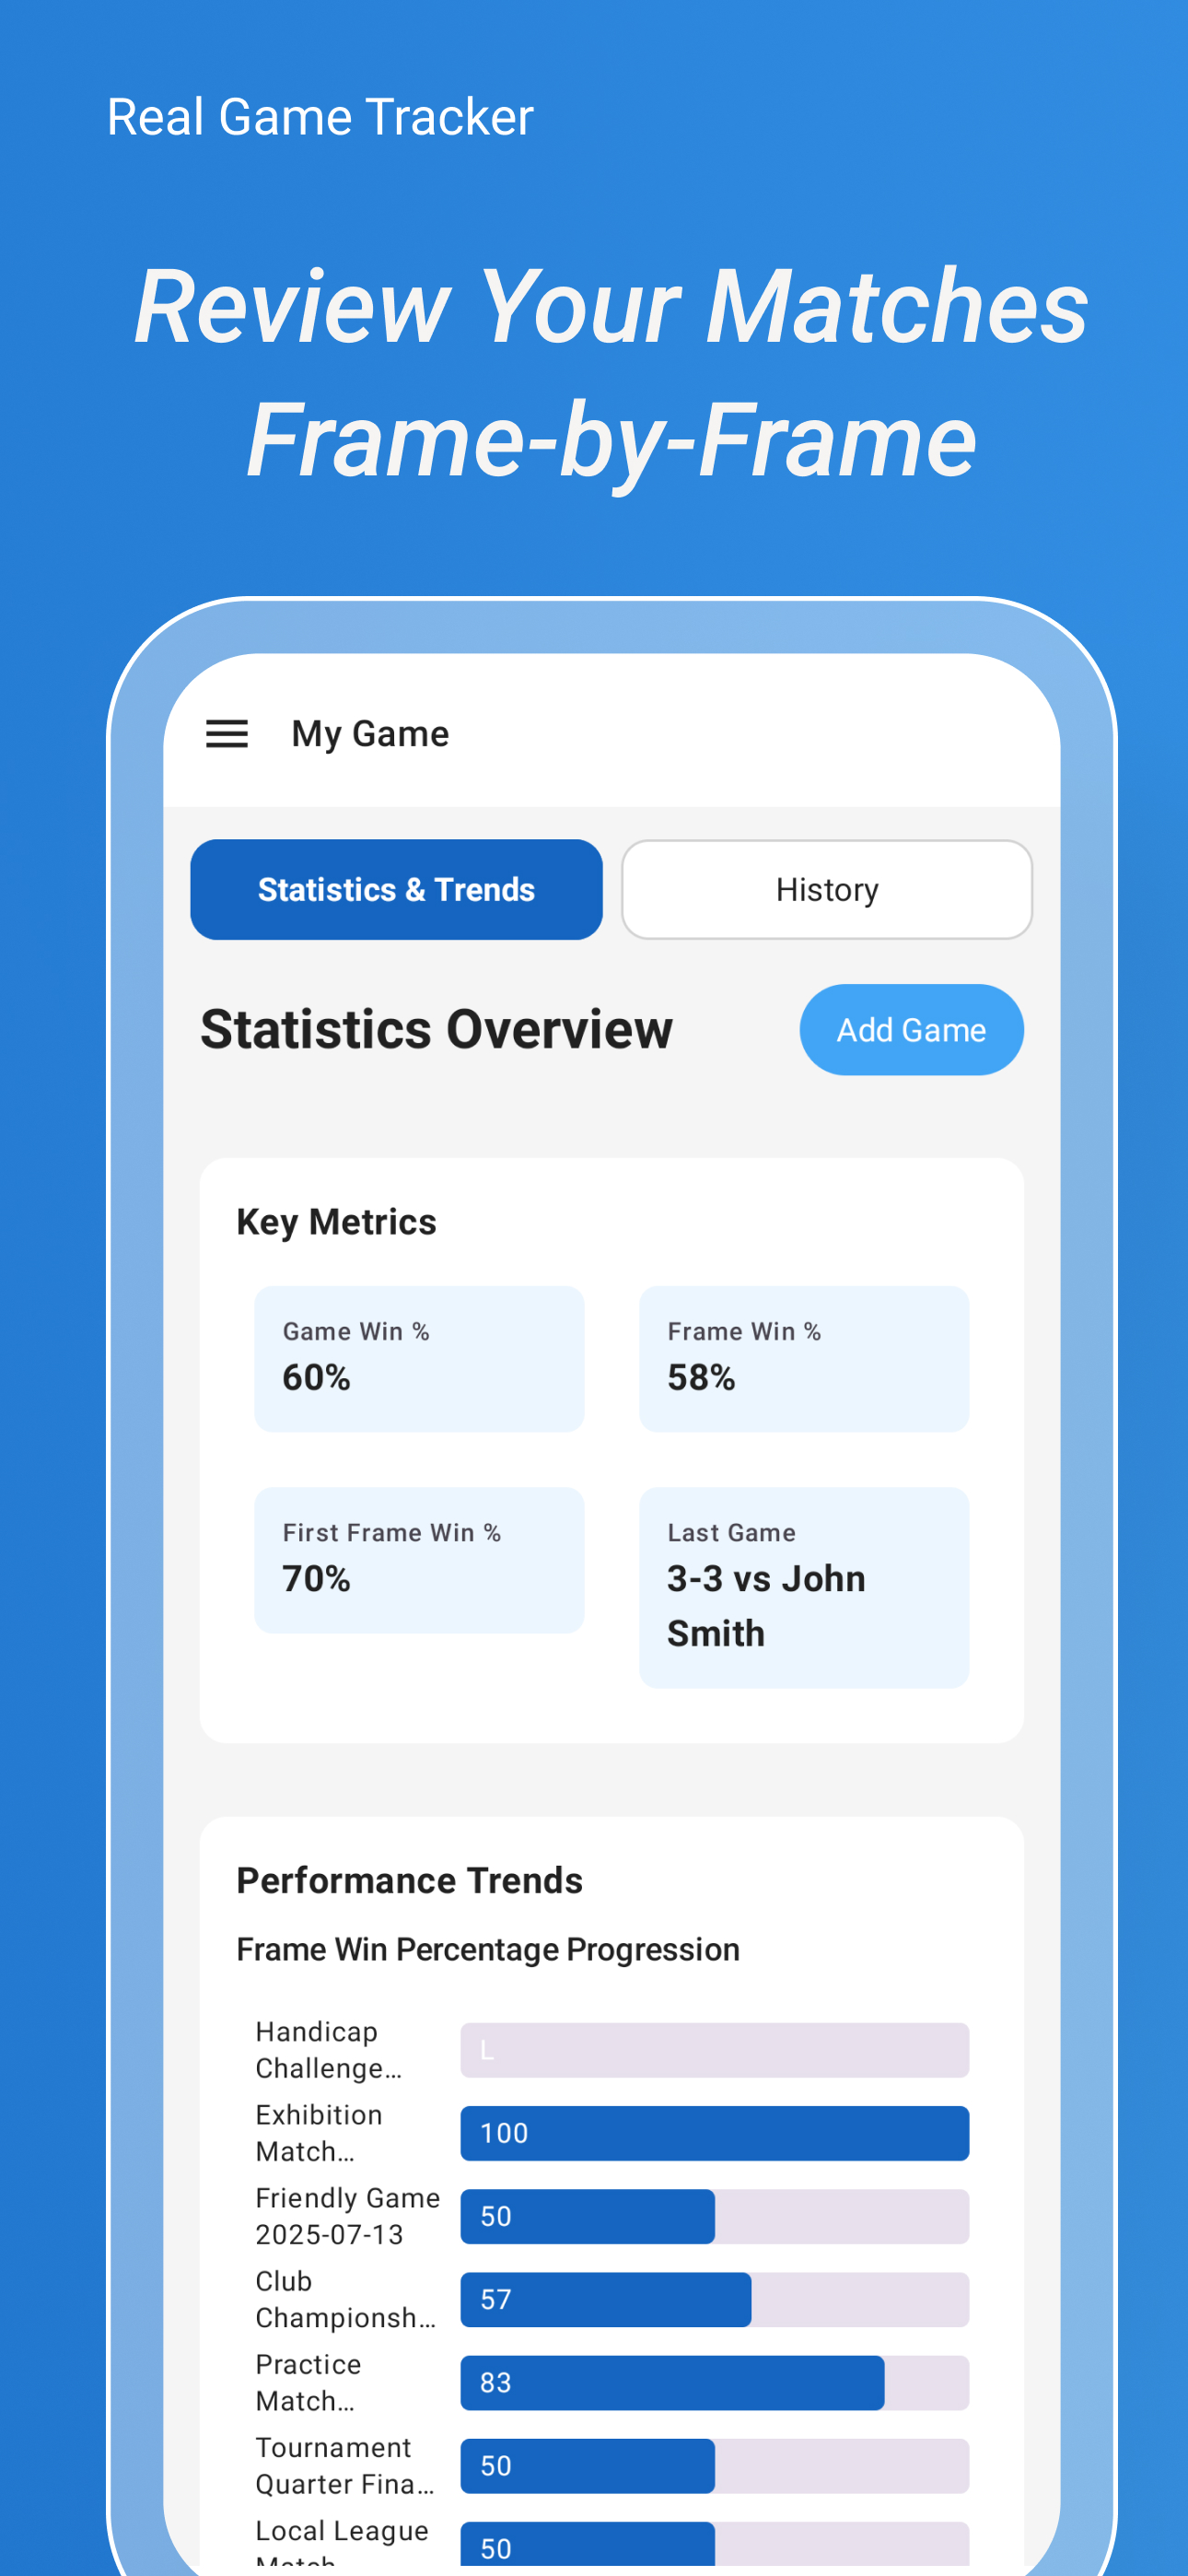 Real Game Tracker
Review Your Matches
Frame-by-Frame
My Game
Statistics & Trends
History
Statistics Overview
Add Game
Key Metrics
Game Win %
60%
Frame Win %
58%
First Frame Win %
70%
Last Game
3-3 vs John
Smith
Performance Trends
Frame Win Percentage Progression
Handicap
Challenge...
L
Exhibition
Match...
100
Friendly Game
2025-07-13
50
Club
Championsh...
57
Practice
Match...
83
Tournament
Quarter Fina...
50
Local League
Match
50